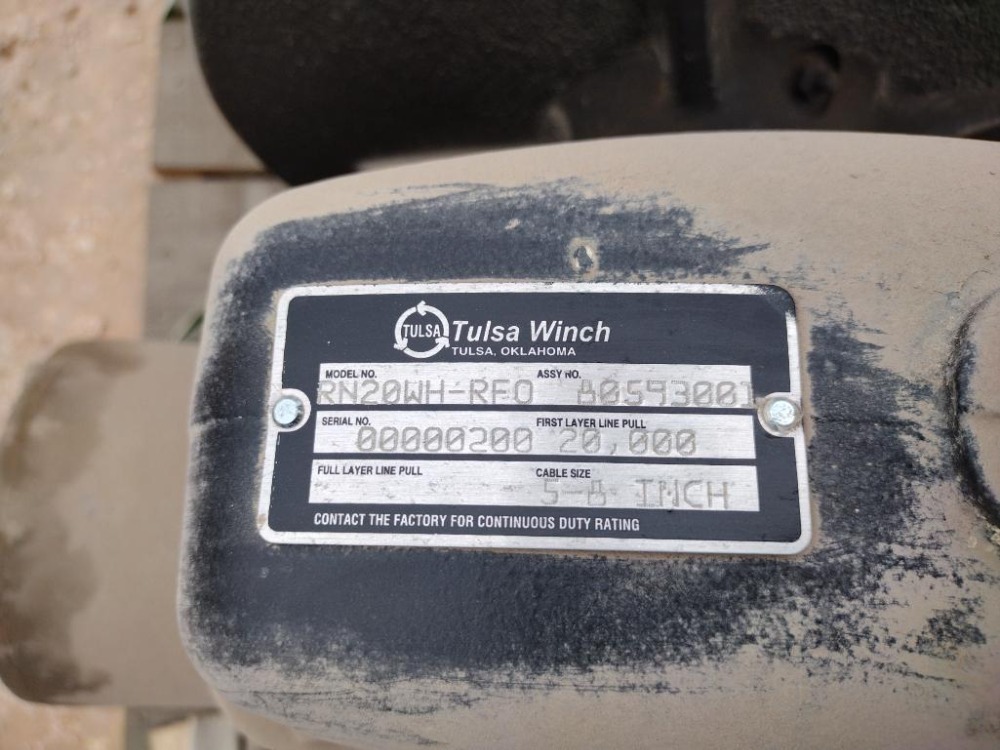 TULSA Tulsa Winch
TULSA, OKLAHOMA
MODEL NO. ASSY NO.
RN20WH-RFO 80593001
SERIAL NO. FIRST LAYER LINE PULL
00000200 20,000
FULL LAYER LINE PULL CABLE SIZE
5-8 INCH
CONTACT THE FACTORY FOR CONTINUOUS DUTY RATING